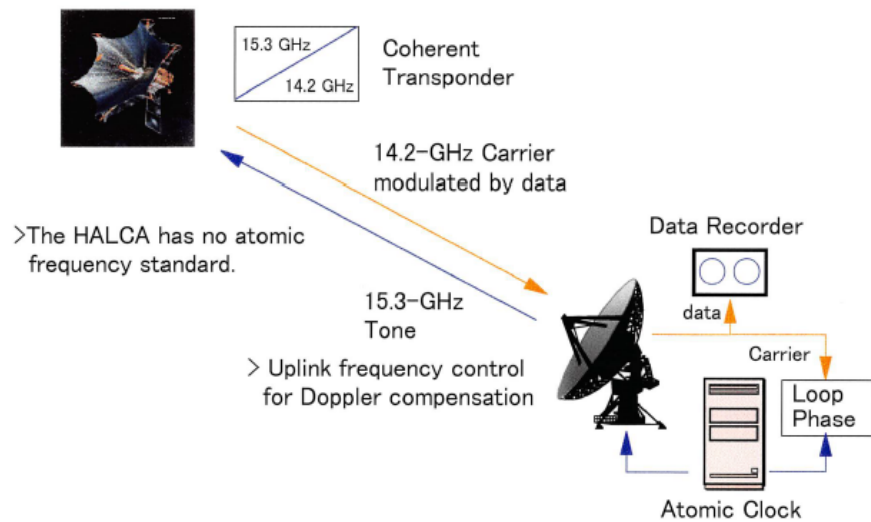 15.3 GHz
14.2 GHz
Coherent
Transponder
14.2-GHz Carrier
modulated by data
>The HALCA has no atomic
frequency standard.
Data Recorder
15.3-GHz
Tone
data
> Uplink frequency control
for Doppler compensation
Carrier
Loop
Phase
Atomic Clock